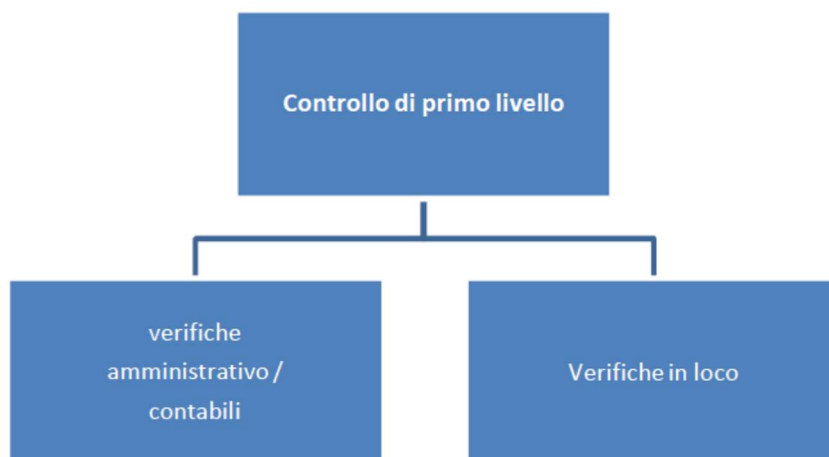 Controllo di primo livello
verifiche
amministrativo /
contabili
Verifiche in loco